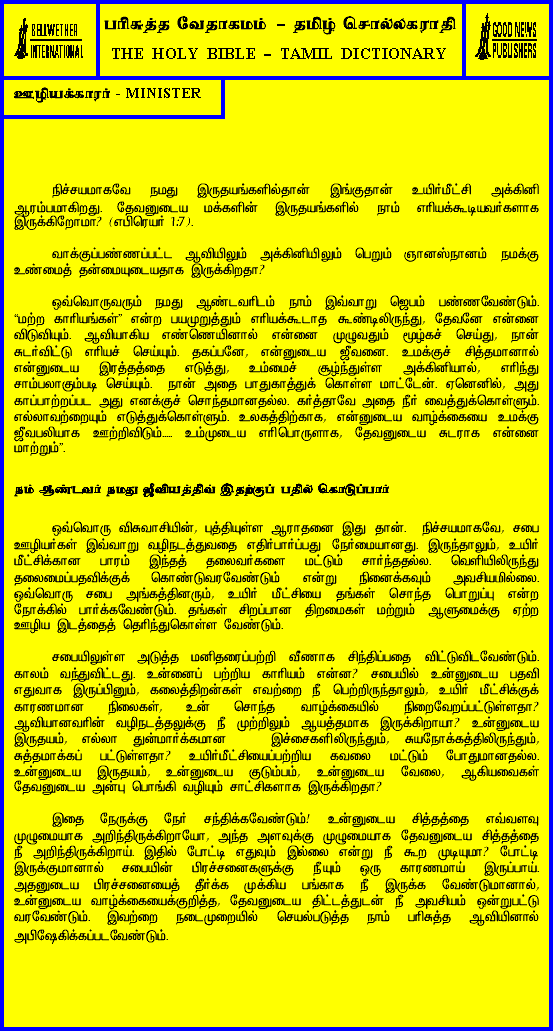 BELLWETHER
INTERNATIONAL
பரிசுத்த வேதாகமம் – தமிழ் சொல்லகராதி
THE HOLY BIBLE – TAMIL DICTIONARY
GOOD NEWS
PUBLISHERS
ஊழியக்காரர் - MINISTER
நிச்சயமாகவே நமது இருதயங்களில்தான் இங்குதான் உயிர்மீட்சி அக்கினி
ஆரம்பமாகிறது. தேவனுடைய மக்களின் இருதயங்களில் நாம் எரியக்கூடியவர்களாக
இருக்கிறோமா? (எபிரெயர் 1:7).
வாக்குப்பண்ணப்பட்ட ஆவியிலும் அக்கினியிலும் பெறும் ஞானஸ்நானம் நமக்கு
உண்மைத் தன்மையுடையதாக இருக்கிறதா?
ஒவ்வொருவரும் நமது ஆண்டவரிடம் நாம் இவ்வாறு ஜெபம் பண்ணவேண்டும்.
“மற்ற காரியங்கள்” என்ற பயமுறுத்தும் எரியக்கூடாத கூண்டிலிருந்து, தேவனே என்னை
விடுவியும். ஆவியாகிய எண்ணெயினால் என்னை முழுவதும் மூழ்கச் செய்து, நான்
சுடர்விட்டு எரியச் செய்யும். தகப்பனே, என்னுடைய ஜீவனை. உமக்குச் சித்தமானால்
என்னுடைய இரத்தத்தை எடுத்து, உம்மைச் சூழ்ந்துள்ள அக்கினியால், எரிந்து
சாம்பலாகும்படி செய்யும். நான் அதை பாதுகாத்துக் கொள்ள மாட்டேன். ஏனெனில், அது
காப்பாற்றப்பட அது எனக்குச் சொந்தமானதல்ல. கர்த்தாவே அதை நீர் வைத்துக்கொள்ளும்.
எல்லாவற்றையும் எடுத்துக்கொள்ளும். உலகத்திற்காக, என்னுடைய வாழ்க்கையை உமக்கு
ஜீவபலியாக ஊற்றிவிடும்..... உம்முடைய எரிபொருளாக, தேவனுடைய சுடராக என்னை
மாற்றும்”.
நம் ஆண்டவர் நமது ஜீவியத்தில் இதற்குப் பதில் கொடுப்பார்
ஒவ்வொரு விசுவாசியின், புத்தியுள்ள ஆராதனை இது தான். நிச்சயமாகவே, சபை
ஊழியர்கள் இவ்வாறு வழிநடத்துவதை எதிர்பார்ப்பது நேர்மையானது. இருந்தாலும், உயிர்
மீட்சிக்கான பாரம் இந்தத் தலைவர்களை மட்டும் சார்ந்ததல்ல. வெளியிலிருந்து
தலைமைப்பதவிக்குக் கொண்டுவரவேண்டும் என்று நினைக்கவும் அவசியமில்லை.
ஒவ்வொரு சபை அங்கத்தினரும், உயிர் மீட்சியை தங்கள் சொந்த பொறுப்பு என்ற
நோக்கில் பார்க்கவேண்டும். தங்கள் சிறப்பான திறமைகள் மற்றும் ஆளுமைக்கு ஏற்ற
ஊழிய இடத்தைத் தெரிந்துகொள்ள வேண்டும்.
சபையிலுள்ள அடுத்த மனிதரைப்பற்றி வீணாக சிந்திப்பதை விட்டுவிடவேண்டும்.
காலம் வந்துவிட்டது. உன்னைப் பற்றிய காரியம் என்ன? சபையில் உன்னுடைய பதவி
எதுவாக இருப்பினும், கலைத்திறன்கள் எவற்றை நீ பெற்றிருந்தாலும், உயிர் மீட்சிக்குக்
காரணமான நிலைகள், உன் சொந்த வாழ்க்கையில் நிறைவேறப்பட்டுள்ளதா?
ஆவியானவரின் வழிநடத்தலுக்கு நீ முற்றிலும் ஆயத்தமாக இருக்கிறாயா? உன்னுடைய
இருதயம், எல்லா துன்மார்க்கமான இச்சைகளிலிருந்தும், சுயநோக்கத்திலிருந்தும்,
சுத்தமாக்கப் பட்டுள்ளதா? உயிர்மீட்சியைப்பற்றிய கவலை மட்டும் போதுமானதல்ல.
உன்னுடைய இருதயம், உன்னுடைய குடும்பம், உன்னுடைய வேலை, ஆகியவைகள்
தேவனுடைய அன்பு பொங்கி வழியும் சாட்சிகளாக இருக்கிறதா?
இதை நேருக்கு நேர் சந்திக்கவேண்டும்! உன்னுடைய சித்தத்தை எவ்வளவு
முழுமையாக அறிந்திருக்கிறாயோ, அந்த அளவுக்கு முழுமையாக தேவனுடைய சித்தத்தை
நீ அறிந்திருக்கிறாய். இதில் போட்டி எதுவும் இல்லை என்று நீ கூற முடியுமா? போட்டி
இருக்குமானால் சபையின் பிரச்சனைகளுக்கு நீயும் ஒரு காரணமாய் இருப்பாய்.
அதனுடைய பிரச்சனையைத் தீர்க்க முக்கிய பங்காக நீ இருக்க வேண்டுமானால்,
உன்னுடைய வாழ்க்கையைக்குறித்த, தேவனுடைய திட்டத்துடன் நீ அவசியம் ஒன்றுபட்டு
வரவேண்டும். இவற்றை நடைமுறையில் செயல்படுத்த நாம் பரிசுத்த ஆவியினால்
அபிஷேகிக்கப்படவேண்டும்.